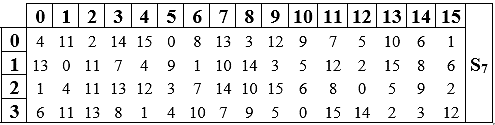 0 1 2 3 4 5 6 7 8 9 10 11 12 13 14 15
0 4 11 2 14 15 0 8 13 3 12 9 7 5 10 6 1
1 13 0 11 7 4 9 1 10 14 3 5 12 2 15 8 6 S7
2 1 4 11 13 12 3 7 14 10 15 6 8 0 5 9 2
3 6 11 13 8 1 4 10 7 9 5 0 15 14 2 3 12